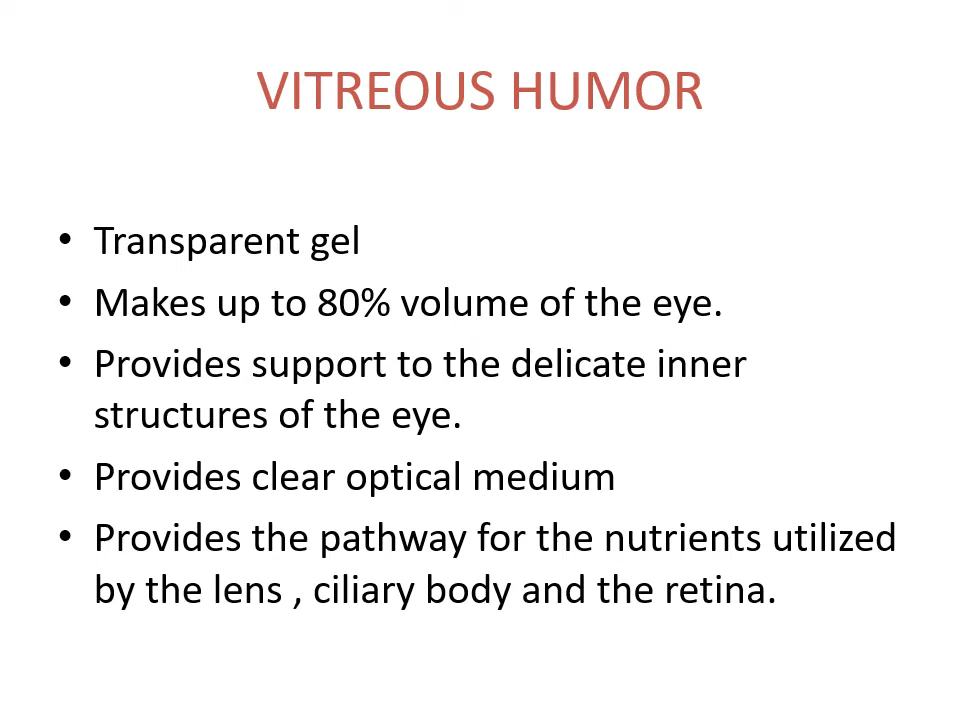 VITREOUS HUMOR
• Transparent gel
• Makes up to 80% volume of the eye.
• Provides support to the delicate inner
structures of the eye.
• Provides clear optical medium
• Provides the pathway for the nutrients utilized
by the lens , ciliary body and the retina.